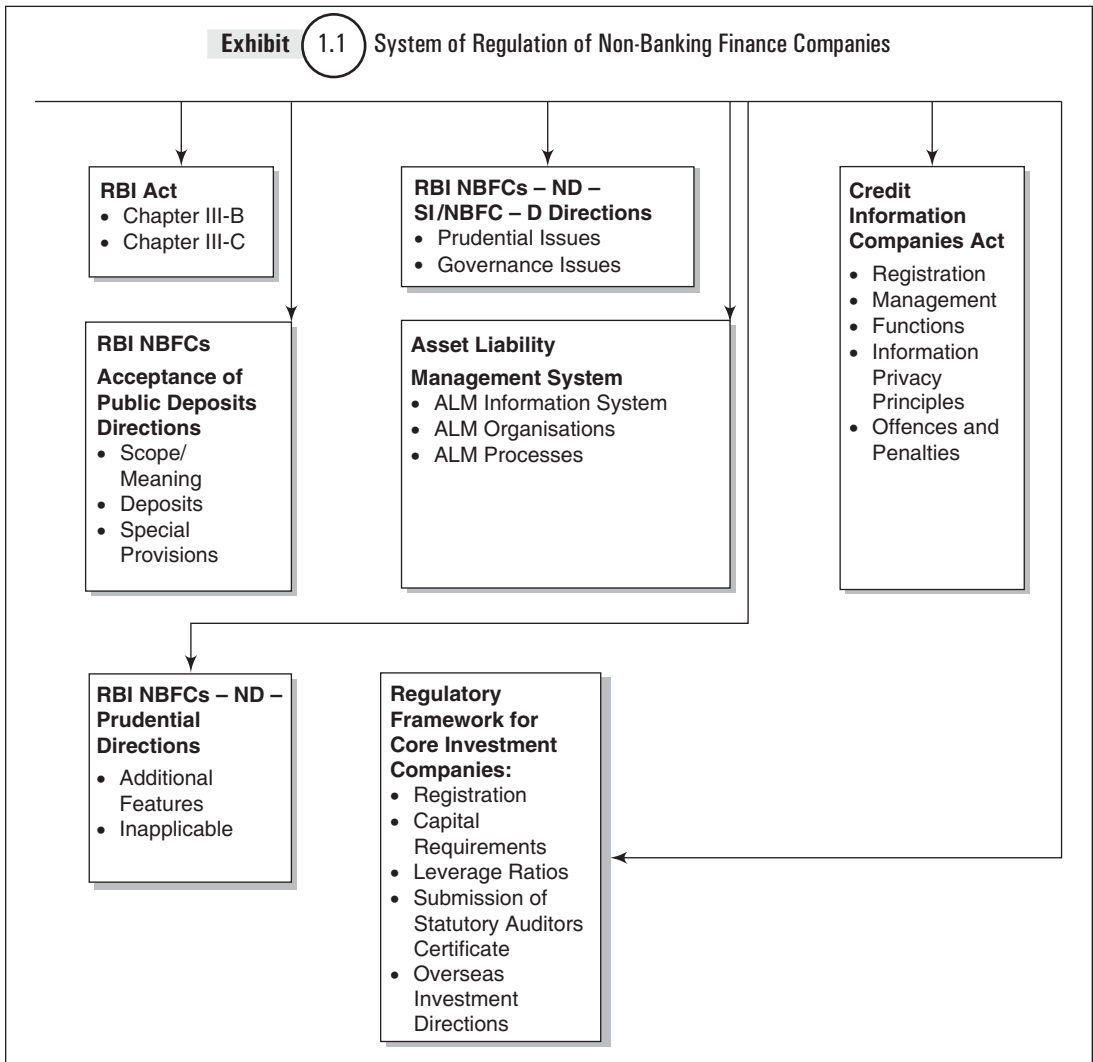 Exhibit 1.1 System of Regulation of Non-Banking Finance Companies
RBI Act
• Chapter III-B
• Chapter III-C
RBI NBFCs – ND –
SI/NBFC – D Directions
• Prudential Issues
• Governance Issues
Credit
Information
Companies Act
• Registration
• Management
• Functions
• Information
Privacy
Principles
• Offences and
Penalties
RBI NBFCs
Acceptance of
Public Deposits
Directions
• Scope/
Meaning
• Deposits
• Special
Provisions
Asset Liability
Management System
• ALM Information System
• ALM Organisations
• ALM Processes
RBI NBFCs – ND –
Prudential
Directions
• Additional
Features
• Inapplicable
Regulatory
Framework for
Core Investment
Companies:
• Registration
• Capital
Requirements
• Leverage Ratios
• Submission of
Statutory Auditors
Certificate
• Overseas
Investment
Directions